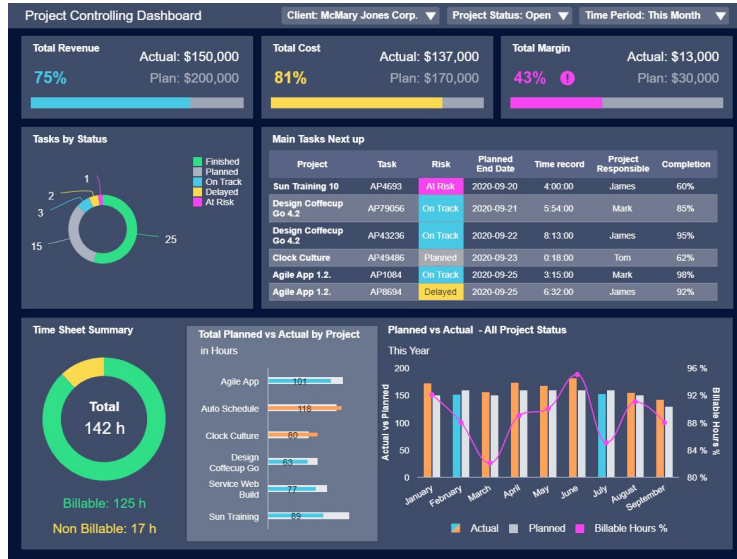 Project Controlling Dashboard
Client: McMary Jones Corp. ▼ Project Status: Open ▼ Time Period: This Month ▼
Total Revenue
Actual: $150,000
75%
Plan: $200,000
Total Cost
Actual: $137,000
81%
Plan: $170,000
Total Margin
Actual: $13,000
43% !
Plan: $30,000
Tasks by Status
Finished
Planned
On Track
Delayed
At Risk
1
2
3
15
25
Main Tasks Next up
Project Task Risk Planned End Date Time record Project Responsible Completion
Sun Training 10 AP4693 At Risk 2020-09-20 4:00:00 James 60%
Design Coffecup Go 4.2 AP79056 On Track 2020-09-21 5:54:00 Mark 85%
Design Coffecup Go 4.2 AP43236 On Track 2020-09-22 8:13:00 James 95%
Clock Culture AP49486 Planned 2020-09-23 0:18:00 Tom 62%
Agile App 1.2. AP1084 On Track 2020-09-25 3:15:00 Mark 98%
Agile App 1.2. AP8694 Delayed 2020-09-25 6:32:00 James 92%
Time Sheet Summary
Total
142 h
Billable: 125 h
Non Billable: 17 h
Total Planned vs Actual by Project
in Hours
Agile App 101
Auto Schedule 118
Clock Culture 80
Design Coffecup Go 63
Service Web Build 77
Sun Training 89
Planned vs Actual - All Project Status
This Year
Actual vs Planned
200
150
100
50
0
96 %
92 %
88 %
84 %
80 %
Billable Hours %
January February March April May June July August September
Actual Planned Billable Hours %